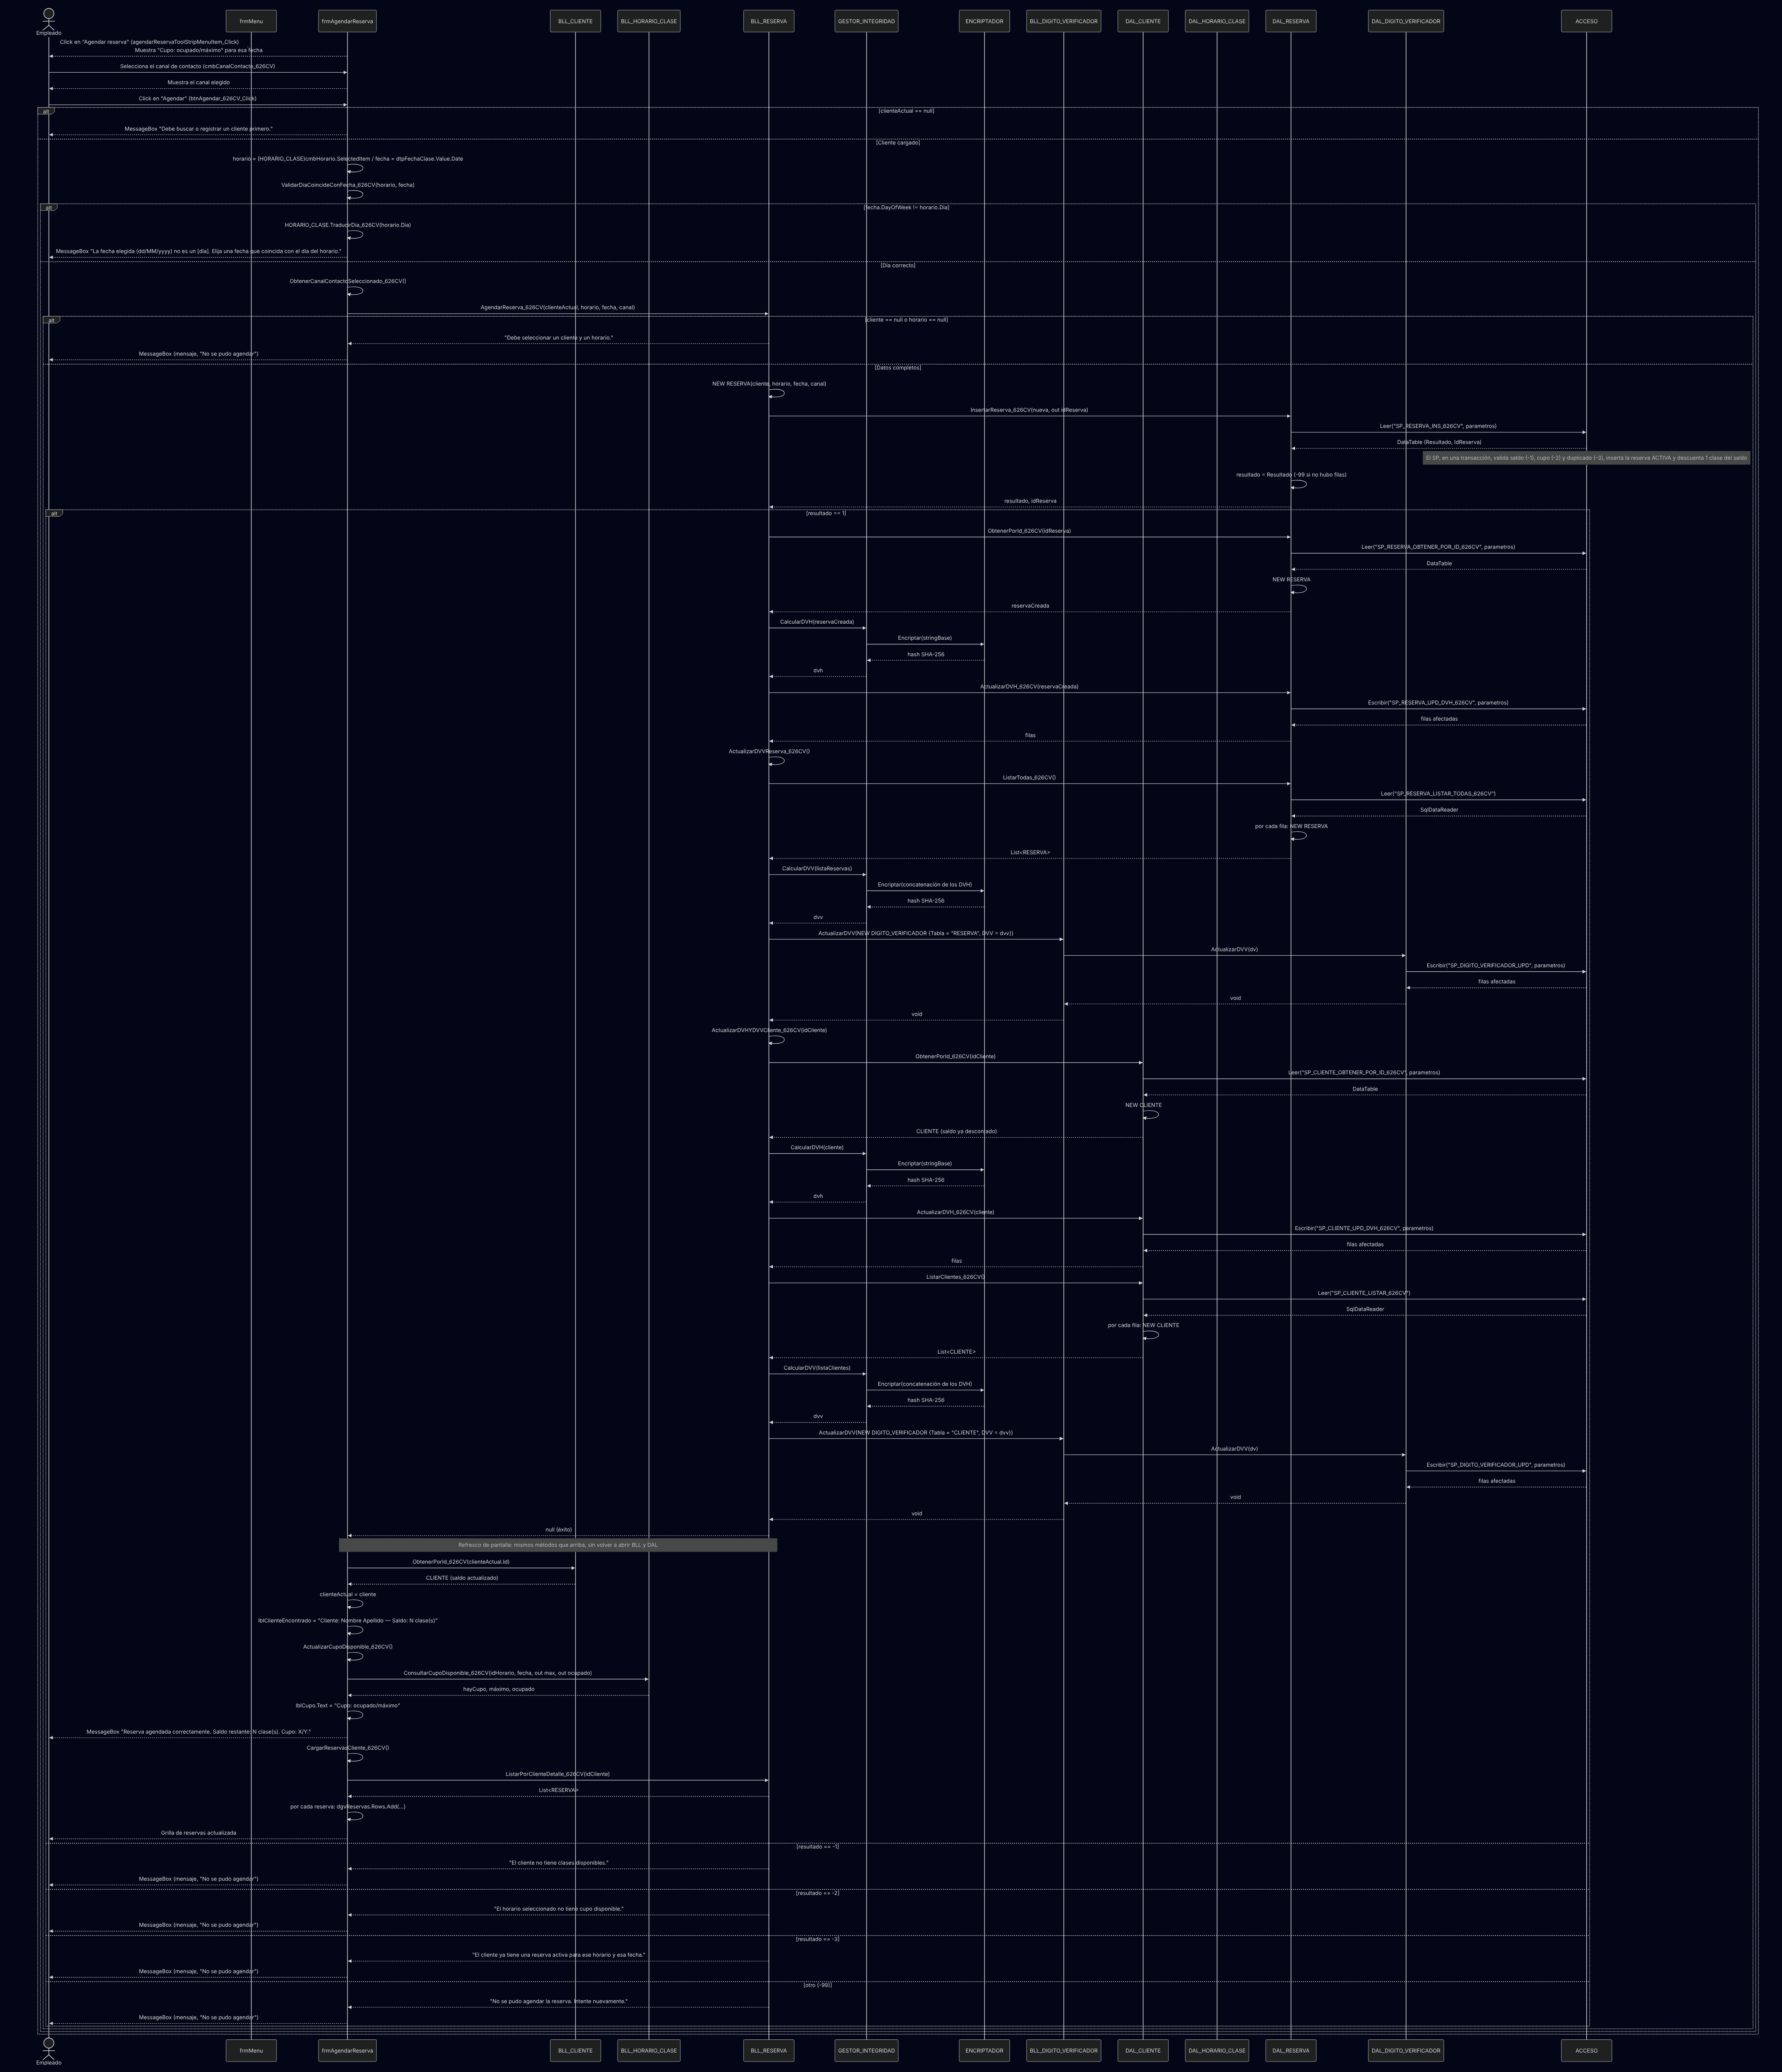 Empleado
frmMenu
frmAgendarReserva
BLL_CLIENTE
BLL_HORARIO_CLASE
BLL_RESERVA
GESTOR_INTEGRIDAD
ENCRIPTADOR
BLL_DIGITO_VERIFICADOR
DAL_CLIENTE
DAL_HORARIO_CLASE
DAL_RESERVA
DAL_DIGITO_VERIFICADOR
ACCESO
Click en "Agendar reserva" (agendarReservaToolStripMenuItem_Click)
Muestra "Cupo: ocupado/máximo" para esa fecha
Selecciona el canal de contacto (cmbCanalContacto_626CV)
Muestra el canal elegido
Click en "Agendar" (btnAgendar_626CV_Click)
alt
[clienteActual == null]
MessageBox "Debe buscar o registrar un cliente primero."
[Cliente cargado]
horario = (HORARIO_CLASE)cmbHorario.SelectedItem / fecha = dtpFechaClase.Value.Date
ValidarDiaCoincideConFecha_626CV(horario, fecha)
alt
[fecha.DayOfWeek != horario.Dia]
HORARIO_CLASE.TraducirDia_626CV(horario.Dia)
MessageBox "La fecha elegida (dd/MM/yyyy) no es un [día]. Elija una fecha que coincida con el día del horario."
[Día correcto]
ObtenerCanalContactoSeleccionado_626CV()
AgendarReserva_626CV(clienteActual, horario, fecha, canal)
alt
[cliente == null o horario == null]
"Debe seleccionar un cliente y un horario."
MessageBox (mensaje, "No se pudo agendar")
[Datos completos]
NEW RESERVA(cliente, horario, fecha, canal)
InsertarReserva_626CV(nueva, out idReserva)
Leer("SP_RESERVA_INS_626CV", parametros)
DataTable (Resultado, IdReserva)
El SP, en una transacción, valida saldo (-1), cupo (-2) y duplicado (-3), inserta la reserva ACTIVA y descuenta 1 clase del saldo
resultado = Resultado (-99 si no hubo filas)
resultado, idReserva
alt
[resultado == 1]
ObtenerPorId_626CV(idReserva)
Leer("SP_RESERVA_OBTENER_POR_ID_626CV", parametros)
DataTable
NEW RESERVA
reservaCreada
CalcularDVH(reservaCreada)
Encriptar(stringBase)
hash SHA-256
dvh
ActualizarDVH_626CV(reservaCreada)
Escribir("SP_RESERVA_UPD_DVH_626CV", parametros)
filas afectadas
filas
ActualizarDVVReserva_626CV()
ListarTodas_626CV()
Leer("SP_RESERVA_LISTAR_TODAS_626CV")
SqlDataReader
por cada fila: NEW RESERVA
List<RESERVA>
CalcularDVV(listaReservas)
Encriptar(concatenación de los DVH)
hash SHA-256
dvv
ActualizarDVV(NEW DIGITO_VERIFICADOR {Tabla = "RESERVA", DVV = dvv})
ActualizarDVV(dv)
Escribir("SP_DIGITO_VERIFICADOR_UPD", parametros)
filas afectadas
void
void
ActualizarDVHYDVVCliente_626CV(idCliente)
ObtenerPorId_626CV(idCliente)
Leer("SP_CLIENTE_OBTENER_POR_ID_626CV", parametros)
DataTable
NEW CLIENTE
CLIENTE (saldo ya descontado)
CalcularDVH(cliente)
Encriptar(stringBase)
hash SHA-256
dvh
ActualizarDVH_626CV(cliente)
Escribir("SP_CLIENTE_UPD_DVH_626CV", parametros)
filas afectadas
filas
ListarClientes_626CV()
Leer("SP_CLIENTE_LISTAR_626CV")
SqlDataReader
por cada fila: NEW CLIENTE
List<CLIENTE>
CalcularDVV(listaClientes)
Encriptar(concatenación de los DVH)
hash SHA-256
dvv
ActualizarDVV(NEW DIGITO_VERIFICADOR {Tabla = "CLIENTE", DVV = dvv})
ActualizarDVV(dv)
Escribir("SP_DIGITO_VERIFICADOR_UPD", parametros)
filas afectadas
void
void
null (éxito)
Refresco de pantalla: mismos métodos que arriba, sin volver a abrir BLL y DAL
ObtenerPorId_626CV(clienteActual.Id)
CLIENTE (saldo actualizado)
clienteActual = cliente
lblClienteEncontrado = "Cliente: Nombre Apellido — Saldo: N clase(s)"
ActualizarCupoDisponible_626CV()
ConsultarCupoDisponible_626CV(idHorario, fecha, out max, out ocupado)
hayCupo, máximo, ocupado
lblCupo.Text = "Cupo: ocupado/máximo"
MessageBox "Reserva agendada correctamente. Saldo restante: N clase(s). Cupo: X/Y."
CargarReservasCliente_626CV()
ListarPorClienteDetalle_626CV(idCliente)
List<RESERVA>
por cada reserva: dgvReservas.Rows.Add(...)
Grilla de reservas actualizada
[resultado == -1]
"El cliente no tiene clases disponibles."
MessageBox (mensaje, "No se pudo agendar")
[resultado == -2]
"El horario seleccionado no tiene cupo disponible."
MessageBox (mensaje, "No se pudo agendar")
[resultado == -3]
"El cliente ya tiene una reserva activa para ese horario y esa fecha."
MessageBox (mensaje, "No se pudo agendar")
[otro (-99)]
"No se pudo agendar la reserva. Intente nuevamente."
MessageBox (mensaje, "No se pudo agendar")
Empleado
frmMenu
frmAgendarReserva
BLL_CLIENTE
BLL_HORARIO_CLASE
BLL_RESERVA
GESTOR_INTEGRIDAD
ENCRIPTADOR
BLL_DIGITO_VERIFICADOR
DAL_CLIENTE
DAL_HORARIO_CLASE
DAL_RESERVA
DAL_DIGITO_VERIFICADOR
ACCESO